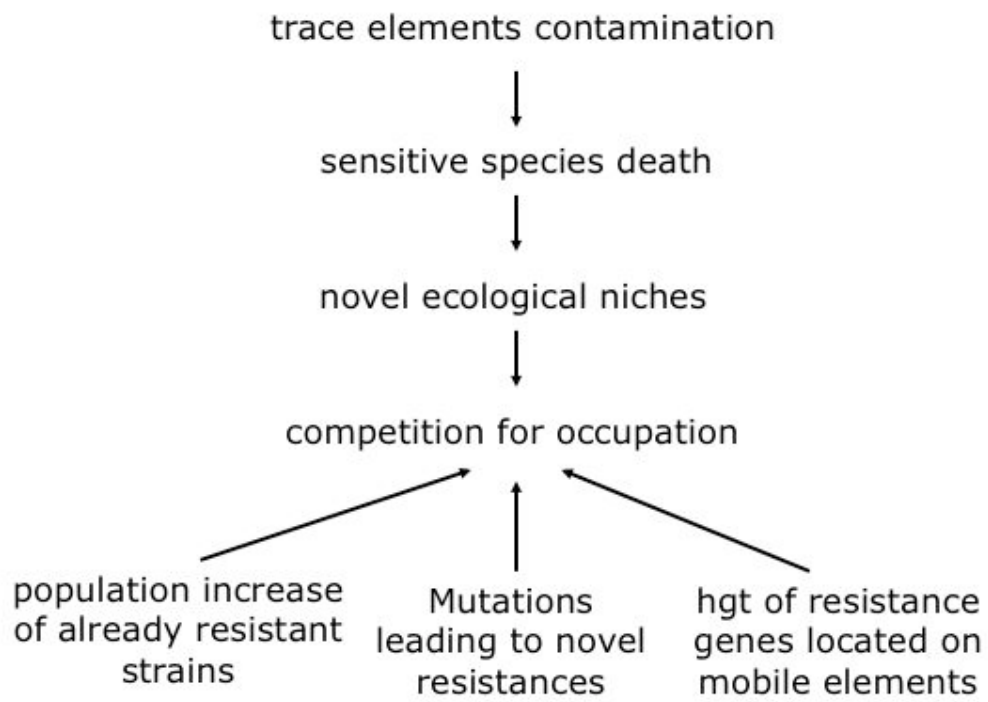 trace elements contamination
sensitive species death
novel ecological niches
competition for occupation
population increase
of already resistant
strains
Mutations
leading to novel
resistances
hgt of resistance
genes located on
mobile elements